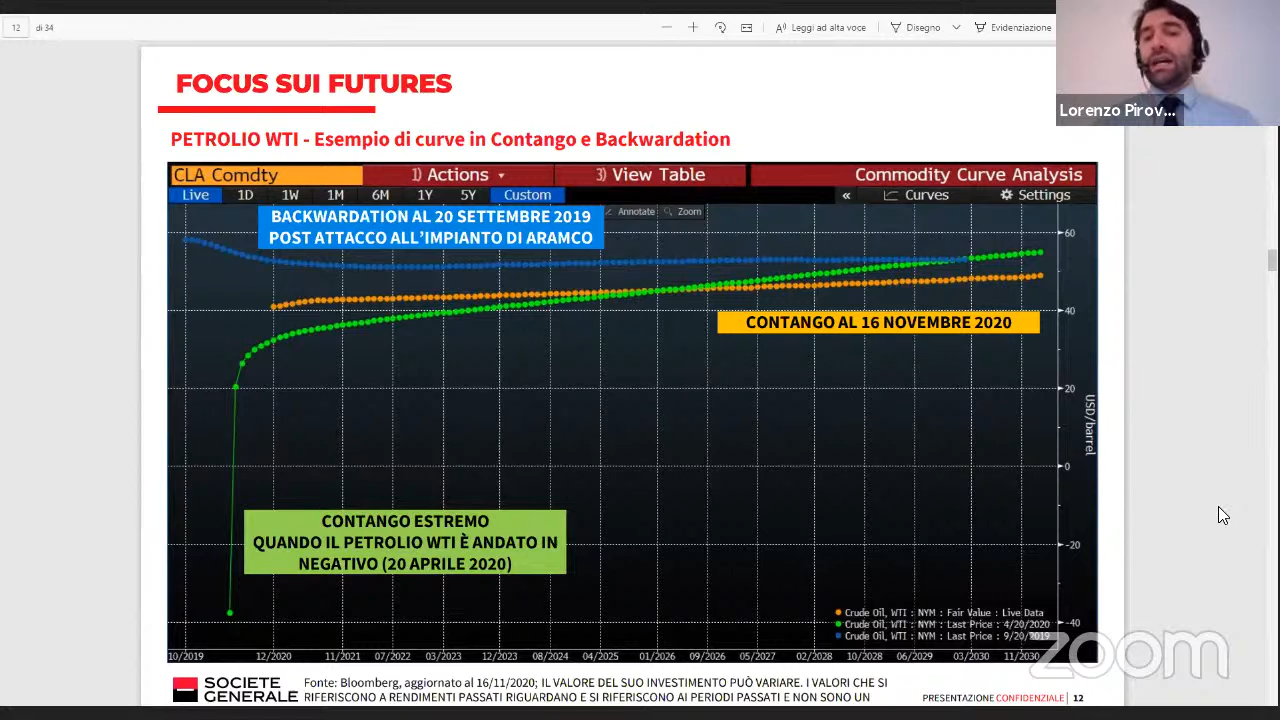 12 di 34 Leggi ad alta voce Disegno Evidenziazione
Lorenzo Pirov...
FOCUS SUI FUTURES
PETROLIO WTI - Esempio di curve in Contango e Backwardation
CLA Comdty 1) Actions 3) View Table Commodity Curve Analysis
Live 1D 1W 1M 6M 1Y 5Y Custom « Curves Settings
Annotate Zoom
BACKWARDATION AL 20 SETTEMBRE 2019
POST ATTACCO ALL'IMPIANTO DI ARAMCO
60
40
CONTANGO AL 16 NOVEMBRE 2020
20
USD/barrel
0
CONTANGO ESTREMO
QUANDO IL PETROLIO WTI È ANDATO IN
NEGATIVO (20 APRILE 2020)
-20
Crude Oil, WTI : NYM : Fair Value : Live Data
Crude Oil, WTI : NYM : Last Price : 4/20/2020
Crude Oil, WTI : NYM : Last Price : 9/20/2019
-40
10/2019 12/2020 11/2021 07/2022 03/2023 12/2023 08/2024 04/2025 01/2026 09/2026 05/2027 02/2028 10/2028 06/2029 03/2030 11/2030
zoom
SOCIETE
GENERALE
Fonte: Bloomberg, aggiornato al 16/11/2020; IL VALORE DEL SUO INVESTIMENTO PUÒ VARIARE. I VALORI CHE SI
RIFERISCONO A RENDIMENTI PASSATI RIGUARDANO E SI RIFERISCONO AI PERIODI PASSATI E NON SONO UN
PRESENTAZIONE CONFIDENZIALE | 12